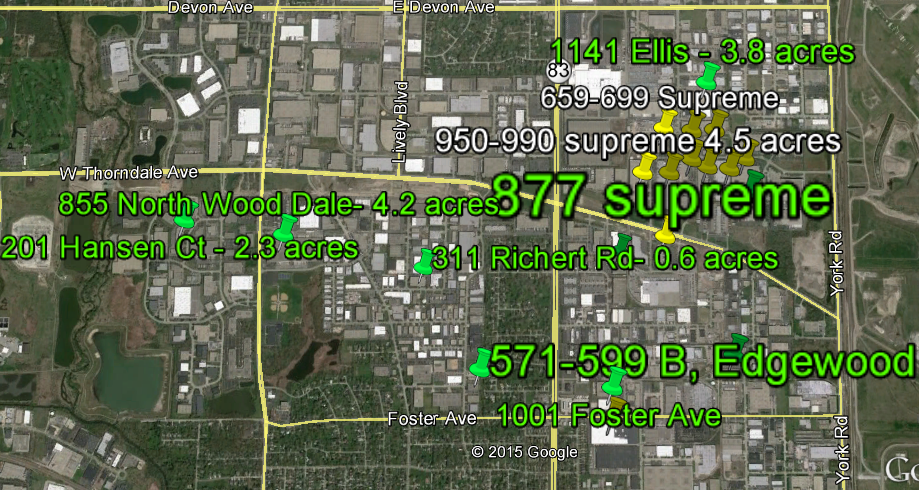 Devon Ave
E Devon Ave
1141 Ellis - 3.8 acres
83
659-699 Supreme
Lively Blvd
950-990 supreme 4.5 acres
W Thorndale Ave
877 supreme
855 North Wood Dale- 4.2 acres
201 Hansen Ct - 2.3 acres
311 Richert Rd- 0.6 acres
York Rd
571-599 B, Edgewood
Foster Ave
1001 Foster Ave
York Rd
© 2015 Google